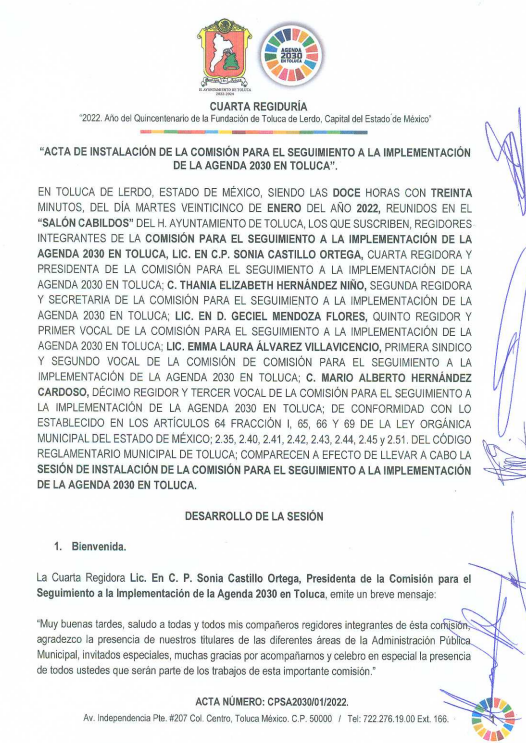 AGENDA
2030
EN TOLUCA
H. AYUNTAMIENTO DE TOLUCA
2022-2024
CUARTA REGIDURÍA
"2022. Año del Quincentenario de la Fundación de Toluca de Lerdo, Capital del Estado de México"
"ACTA DE INSTALACIÓN DE LA COMISIÓN PARA EL SEGUIMIENTO A LA IMPLEMENTACIÓN
DE LA AGENDA 2030 EN TOLUCA".
EN TOLUCA DE LERDO, ESTADO DE MÉXICO, SIENDO LAS DOCE HORAS CON TREINTA
MINUTOS, DEL DÍA MARTES VEINTICINCO DE ENERO DEL AÑO 2022, REUNIDOS EN EL
"SALÓN CABILDOS" DEL H. AYUNTAMIENTO DE TOLUCA, LOS QUE SUSCRIBEN, REGIDORES
INTEGRANTES DE LA COMISIÓN PARA EL SEGUIMIENTO A LA IMPLEMENTACIÓN DE LA
AGENDA 2030 EN TOLUCA, LIC. EN C.P. SONIA CASTILLO ORTEGA, CUARTA REGIDORA Y
PRESIDENTA DE LA COMISIÓN PARA EL SEGUIMIENTO A LA IMPLEMENTACIÓN DE LA
AGENDA 2030 EN TOLUCA; C. THANIA ELIZABETH HERNÁNDEZ NIÑO, SEGUNDA REGIDORA
Y SECRETARIA DE LA COMISIÓN PARA EL SEGUIMIENTO A LA IMPLEMENTACIÓN DE LA
AGENDA 2030 EN TOLUCA; LIC. EN D. GECIEL MENDOZA FLORES, QUINTO REGIDOR Y
PRIMER VOCAL DE LA COMISIÓN PARA EL SEGUIMIENTO A LA IMPLEMENTACIÓN DE LA
AGENDA 2030 EN TOLUCA; LIC. EMMA LAURA ÁLVAREZ VILLAVICENCIO, PRIMERA SINDICO
Y SEGUNDO VOCAL DE LA COMISIÓN DE COMISIÓN PARA EL SEGUIMIENTO A LA
IMPLEMENTACIÓN DE LA AGENDA 2030 EN TOLUCA; C. MARIO ALBERTO HERNÁNDEZ
CARDOSO, DÉCIMO REGIDOR Y TERCER VOCAL DE LA COMISIÓN PARA EL SEGUIMIENTO A
LA IMPLEMENTACIÓN DE LA AGENDA 2030 EN TOLUCA; DE CONFORMIDAD CON LO
ESTABLECIDO EN LOS ARTÍCULOS 64 FRACCIÓN I, 65, 66 Y 69 DE LA LEY ORGÁNICA
MUNICIPAL DEL ESTADO DE MÉXICO; 2.35, 2.40, 2.41, 2.42, 2.43, 2.44, 2.45 y 2.51. DEL CÓDIGO
REGLAMENTARIO MUNICIPAL DE TOLUCA; COMPARECEN A EFECTO DE LLEVAR A CABO LA
SESIÓN DE INSTALACIÓN DE LA COMISIÓN PARA EL SEGUIMIENTO A LA IMPLEMENTACIÓN
DE LA AGENDA 2030 EN TOLUCA.
DESARROLLO DE LA SESIÓN
1. Bienvenida.
La Cuarta Regidora Lic. En C. P. Sonia Castillo Ortega, Presidenta de la Comisión para el
Seguimiento a la Implementación de la Agenda 2030 en Toluca, emite un breve mensaje:
"Muy buenas tardes, saludo a todas y todos mis compañeros regidores integrantes de ésta comisión,
agradezco la presencia de nuestros titulares de las diferentes áreas de la Administración Pública
Municipal, invitados especiales, muchas gracias por acompañarnos y celebro en especial la presencia
de todos ustedes que serán parte de los trabajos de esta importante comisión."
ACTA NÚMERO: CPSA2030/01/2022.
Av. Independencia Pte. #207 Col. Centro, Toluca México. C.P. 50000 / Tel: 722.276.19.00 Ext. 166.